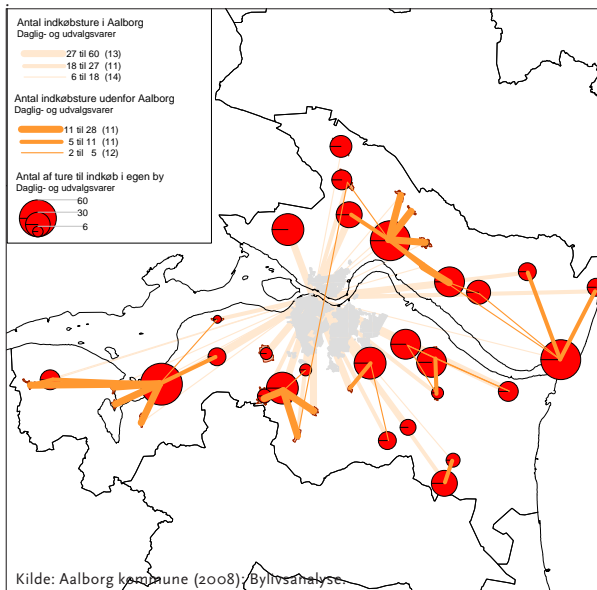 Antal indkøbsture i Aalborg
Daglig- og udvalgsvarer
27 til 60 (13)
18 til 27 (11)
6 til 18 (14)
Antal indkøbsture udenfor Aalborg
Daglig- og udvalgsvarer
11 til 28 (11)
5 til 11 (11)
2 til 5 (12)
Antal af ture til indkøb i egen by
Daglig- og udvalgsvarer
60
30
6
Kilde: Aalborg kommune (2008); Bylivsanalyse.